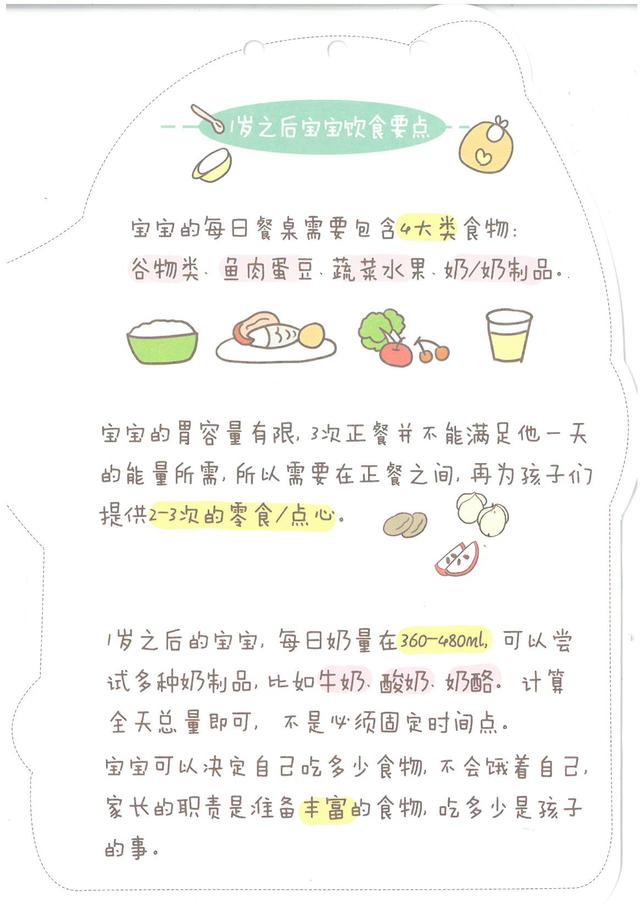 1岁之后宝宝饮食要点
宝宝的每日餐桌需要包含4大类食物:
谷物类、鱼肉蛋豆、蔬菜水果、奶/奶制品。
宝宝的胃容量有限,3次正餐并不能满足他一天
的能量所需,所以需要在正餐之间,再为孩子们
提供2-3次的零食/点心。
1岁之后的宝宝,每日奶量在360-480ml,可以尝
试多种奶制品,比如牛奶、酸奶、奶酪。计算
全天总量即可,不是必须固定时间点。
宝宝可以决定自己吃多少食物,不会饿着自己,
家长的职责是准备丰富的食物,吃多少是孩子
的事。